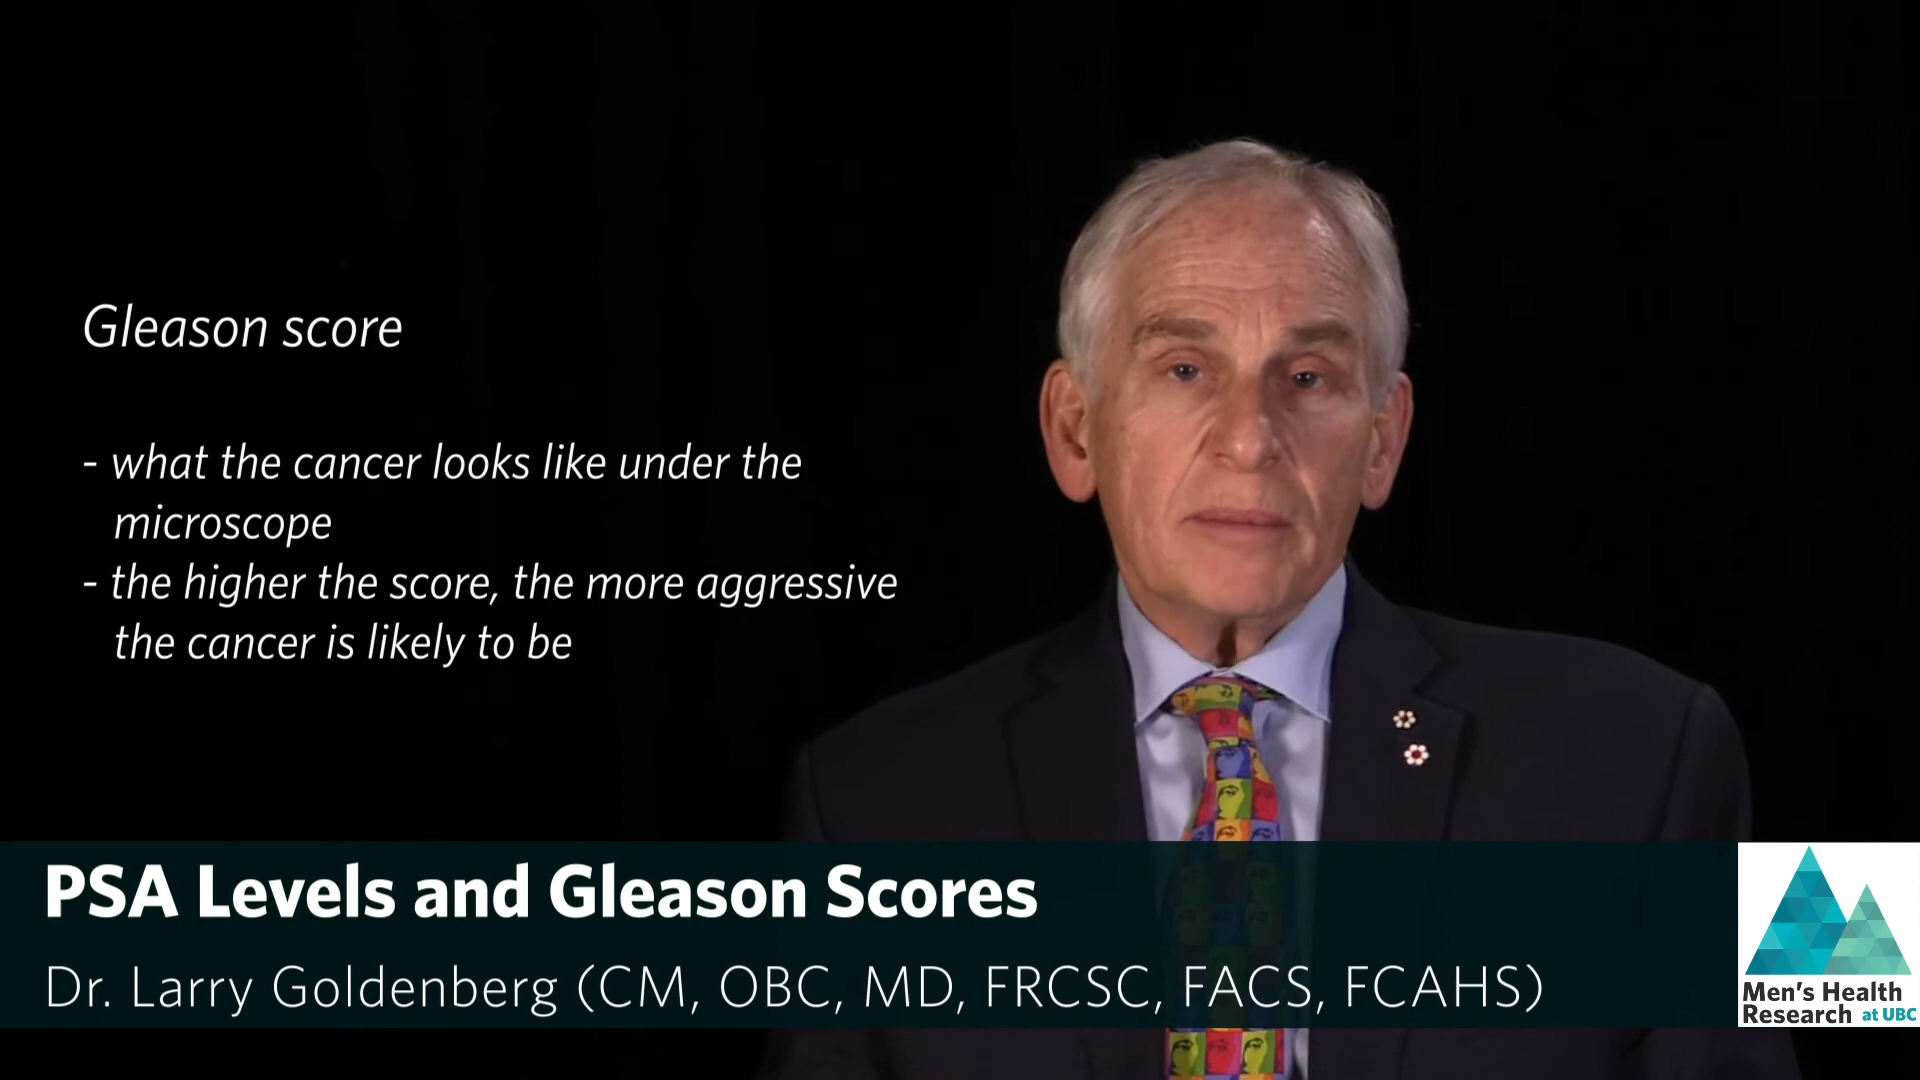 Gleason score
- what the cancer looks like under the
microscope
- the higher the score, the more aggressive
the cancer is likely to be
PSA Levels and Gleason Scores
Dr. Larry Goldenberg (CM, OBC, MD, FRCSC, FACS, FCAHS)
Men's Health
Research at UBC